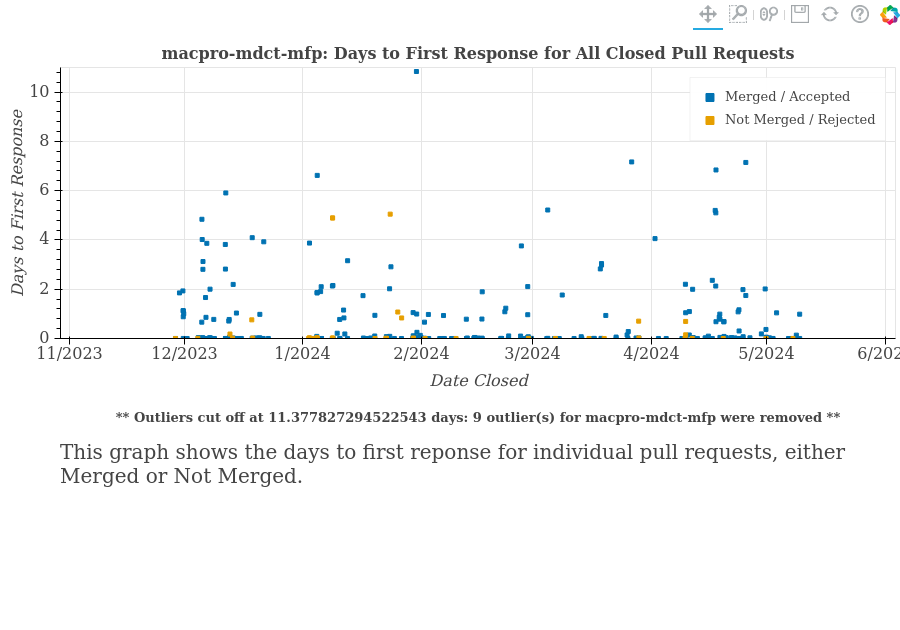 macpro-mdct-mfp: Days to First Response for All Closed Pull Requests
Merged / Accepted
Not Merged / Rejected
Days to First Response
10
8
6
4
2
0
11/2023 12/2023 1/2024 2/2024 3/2024 4/2024 5/2024 6/202
Date Closed
** Outliers cut off at 11.377827294522543 days: 9 outlier(s) for macpro-mdct-mfp were removed **
This graph shows the days to first reponse for individual pull requests, either
Merged or Not Merged.